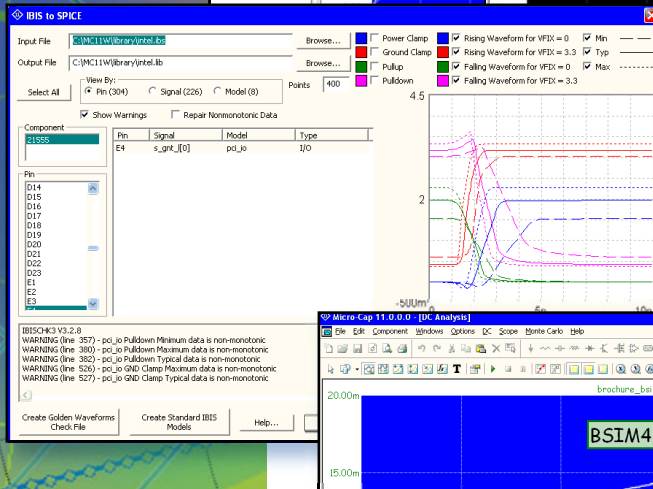 IBIS to SPICE
Input File C:\MC11W\library\intel.ibs Browse...
Output File C:\MC11W\library\intel.lib Browse...
Power Clamp Rising Waveform for VFIX = 0 Min
Ground Clamp Rising Waveform for VFIX = 3.3 Typ
Pullup Falling Waveform for VFIX = 0 Max
Pulldown Falling Waveform for VFIX = 3.3
Select All View By: Pin (304) Signal (226) Model (8) Points 400
Show Warnings Repair Nonmonotonic Data
Component
21555
Pin Signal Model Type
E4 s_gnt_l[0] pci_io I/O
Pin
D14
D15
D16
D17
D18
D19
D20
D21
D22
D23
E1
E2
E3
4.5
2
-500m
0 5n 10n
IBISCHK3 V3.2.8
WARNING (line 357) - pci_io Pulldown Minimum data is non-monotonic
WARNING (line 380) - pci_io Pulldown Maximum data is non-monotonic
WARNING (line 382) - pci_io Pulldown Typical data is non-monotonic
WARNING (line 526) - pci_io GND Clamp Maximum data is non-monotonic
WARNING (line 527) - pci_io GND Clamp Typical data is non-monotonic
Create Golden Waveforms Check File
Create Standard IBIS Models
Help...
Micro-Cap 11.0.0.0 - [DC Analysis]
File Edit Component Windows Options DC Scope Monte Carlo Help
20.00m
brochure_bsi
BSIM4
15.00m